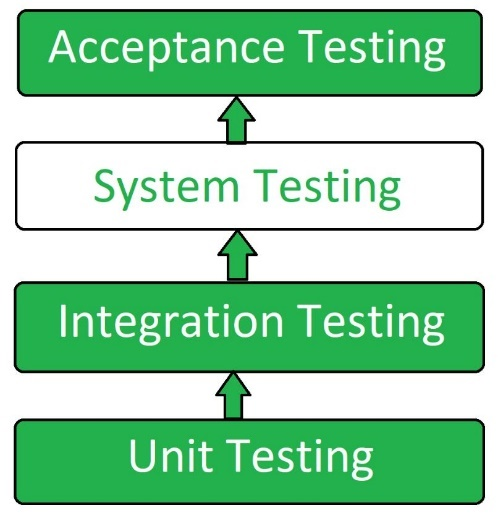 Acceptance Testing
System Testing
Integration Testing
Unit Testing